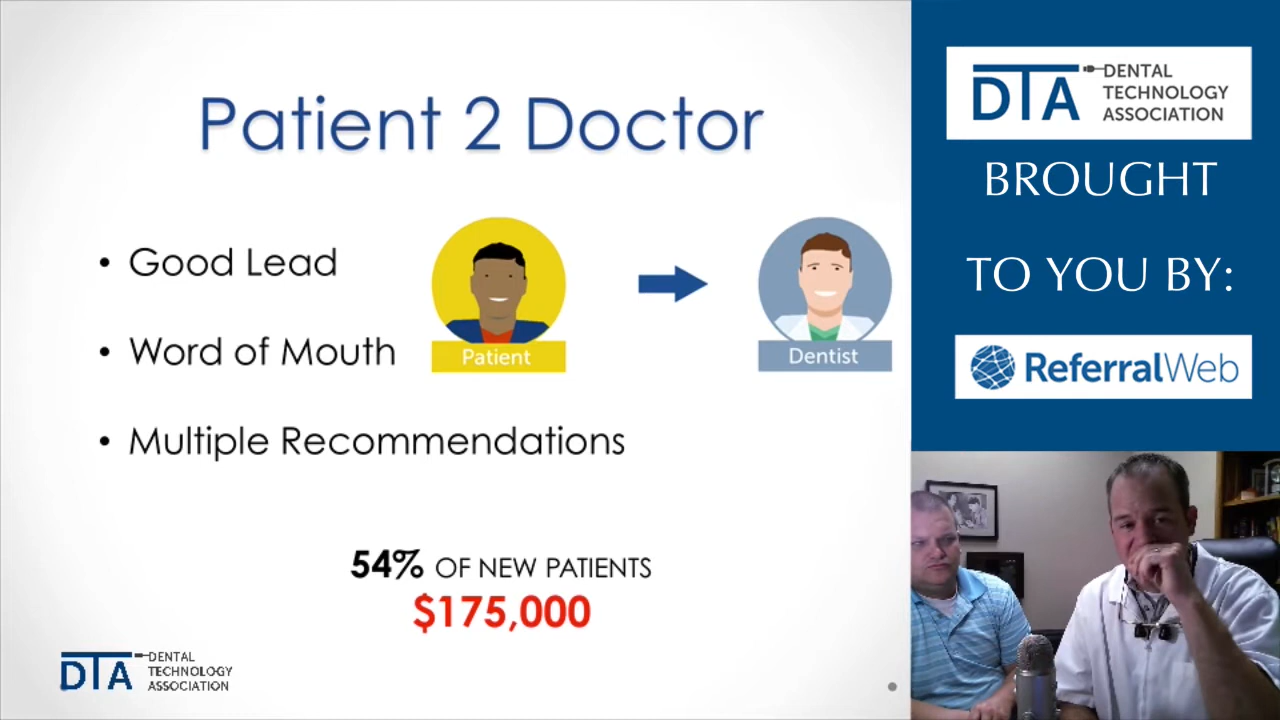 Patient 2 Doctor
• Good Lead
• Word of Mouth
• Multiple Recommendations
Patient
Dentist
54% OF NEW PATIENTS
$175,000
DTA DENTAL
TECHNOLOGY
ASSOCIATION
DTA DENTAL
TECHNOLOGY
ASSOCIATION
BROUGHT
TO YOU BY:
ReferralWeb